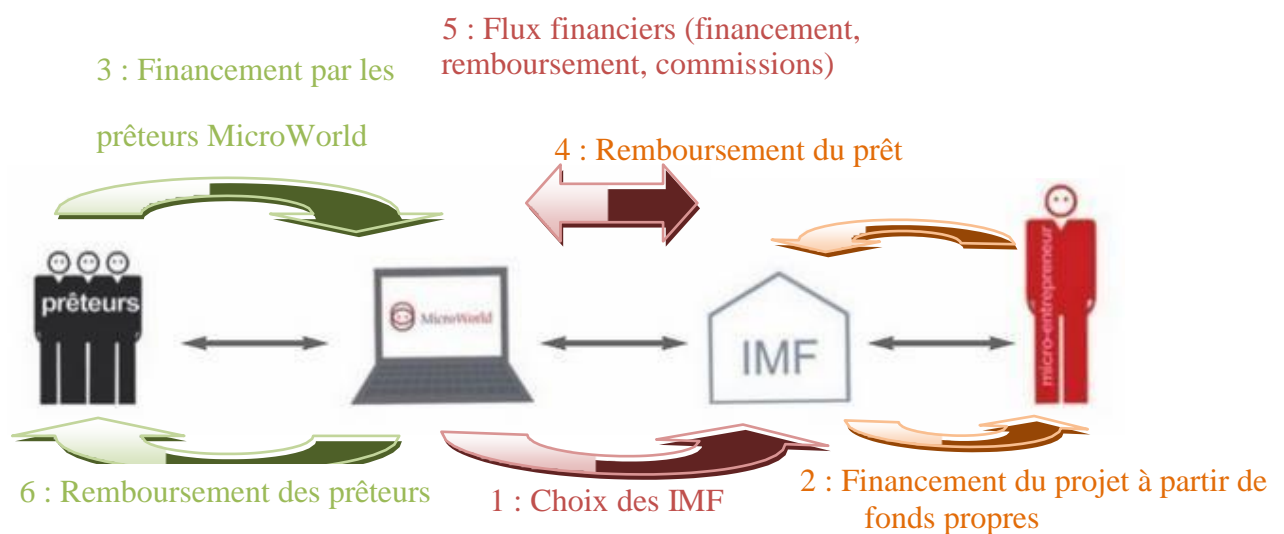 5 : Flux financiers (financement,
remboursement, commissions)
3 : Financement par les
prêteurs MicroWorld
4 : Remboursement du prêt
prêteurs
MicroWorld
IMF
micro-entrepreneur
6 : Remboursement des prêteurs
1 : Choix des IMF
2 : Financement du projet à partir de
fonds propres